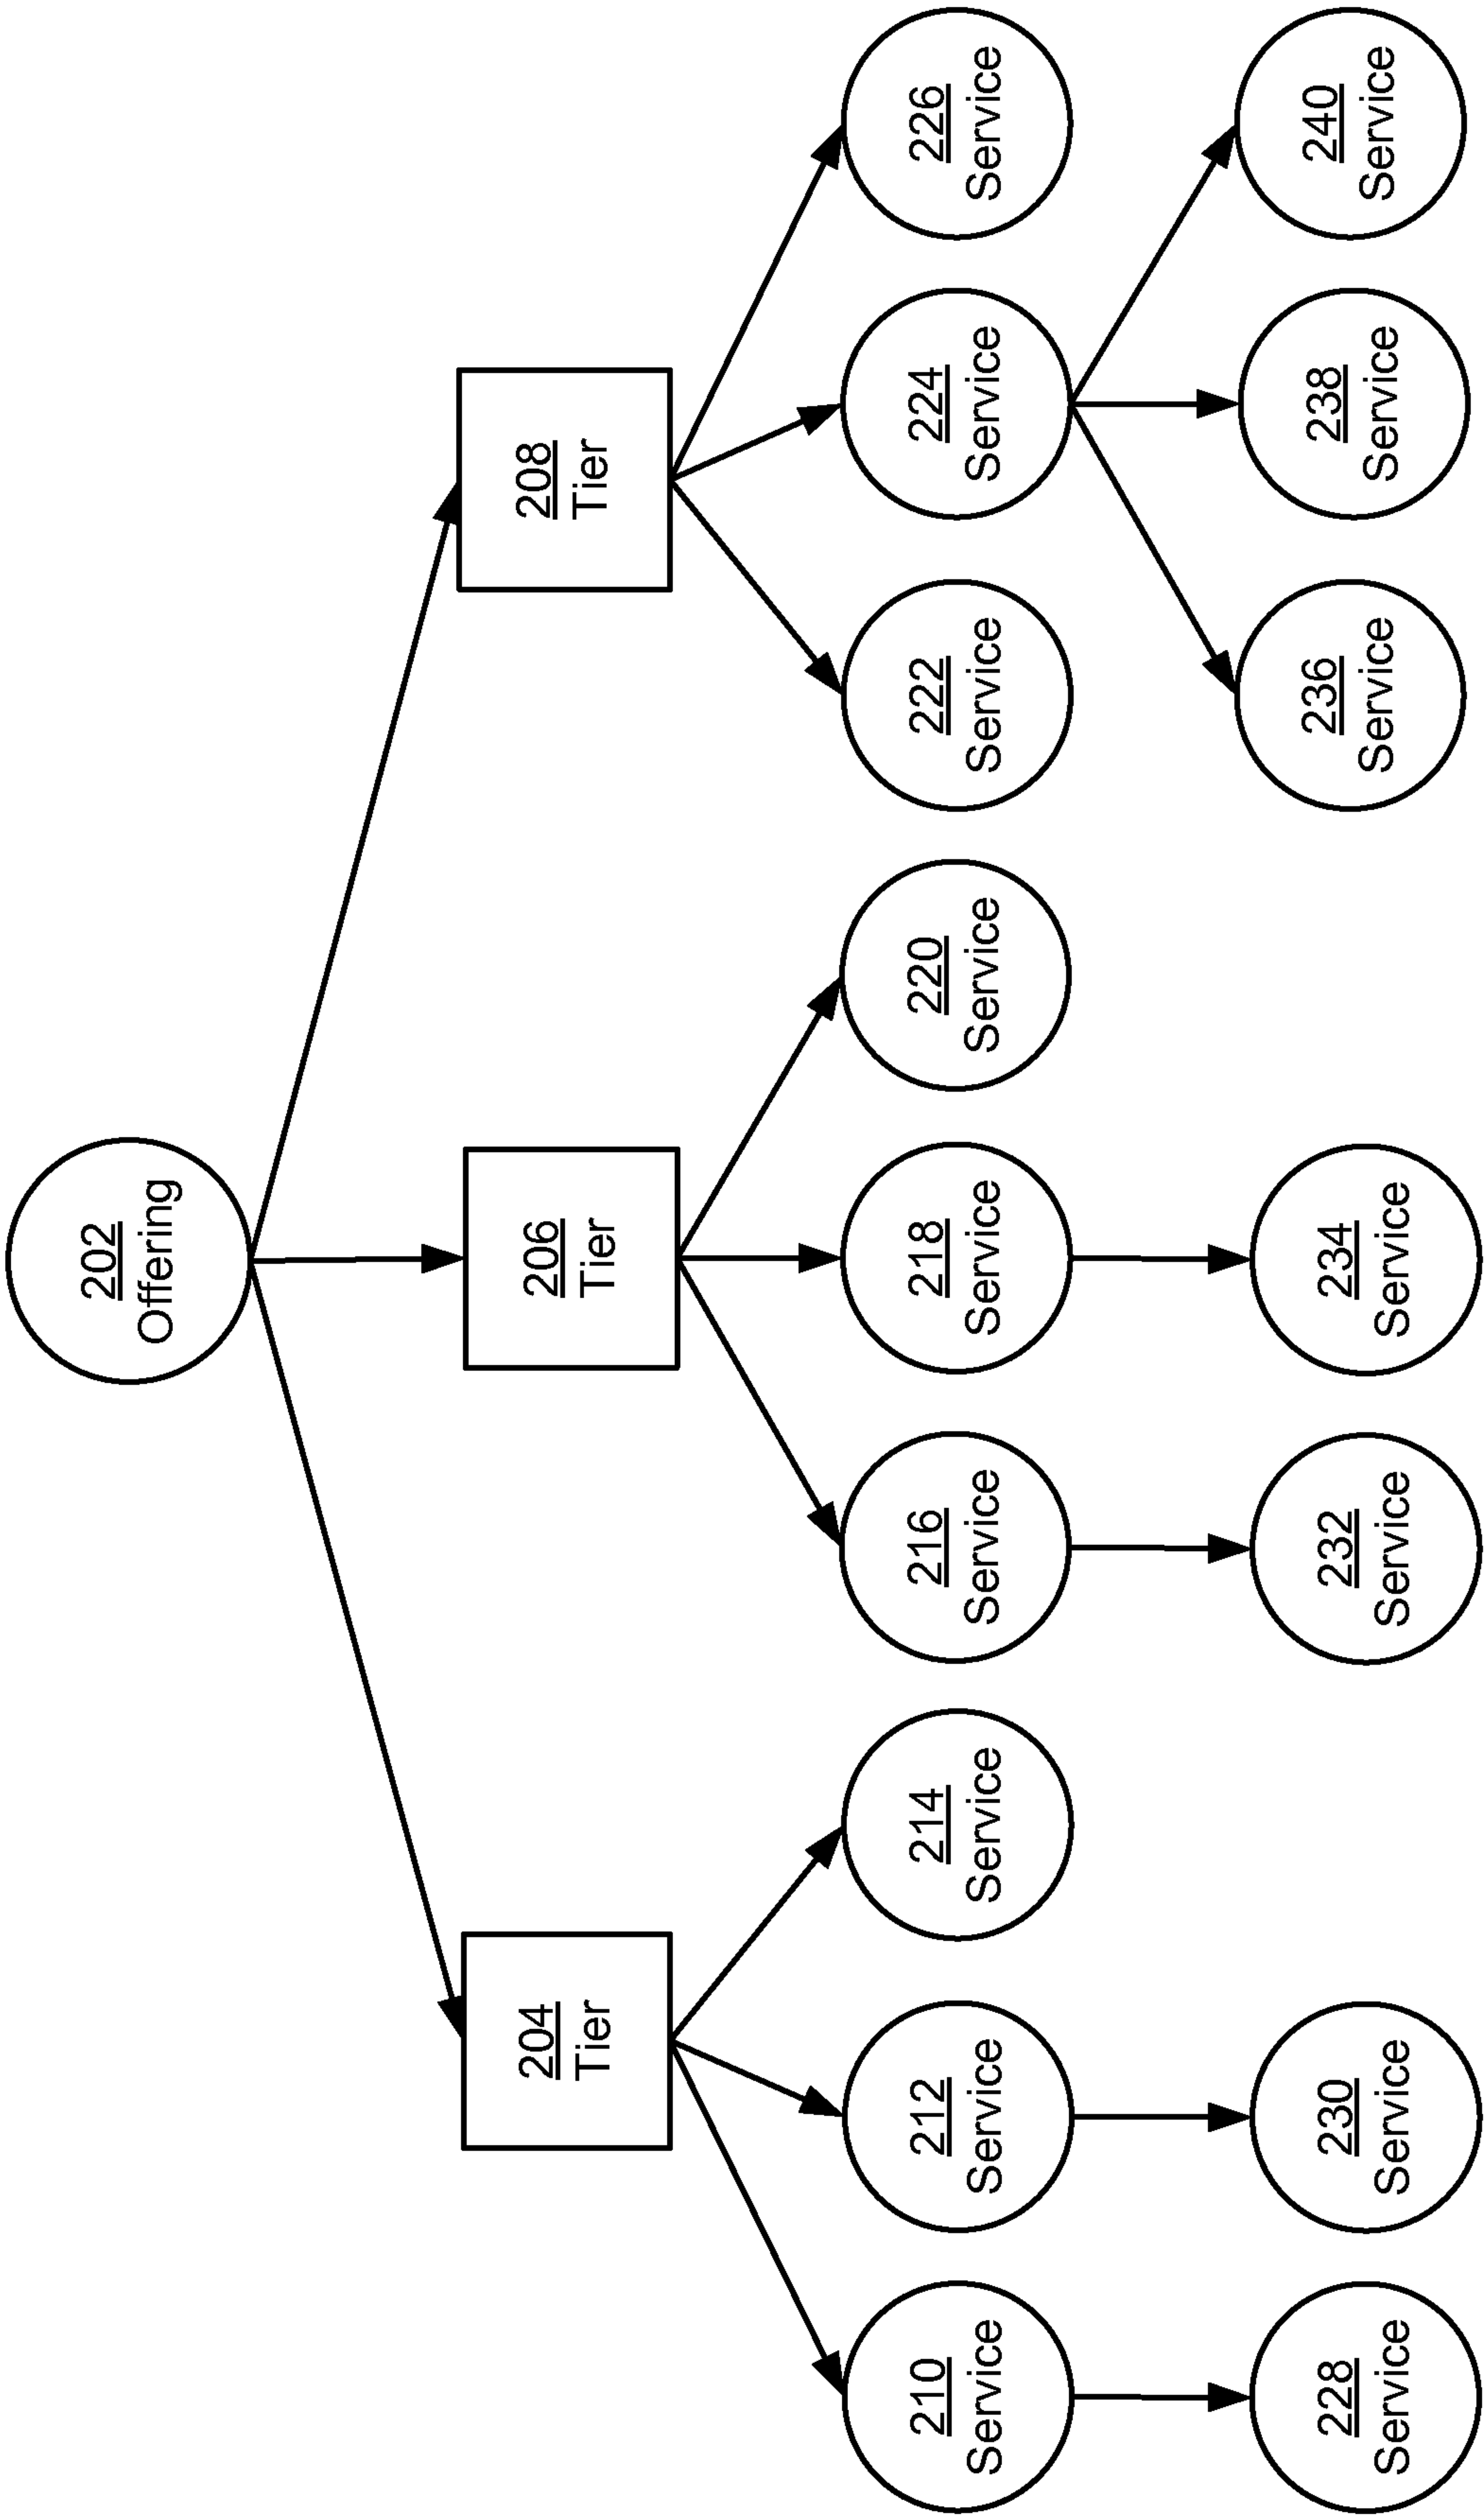 202
Offering
204
Tier
206
Tier
208
Tier
210
Service
212
Service
214
Service
216
Service
218
Service
220
Service
222
Service
224
Service
226
Service
228
Service
230
Service
232
Service
234
Service
236
Service
238
Service
240
Service